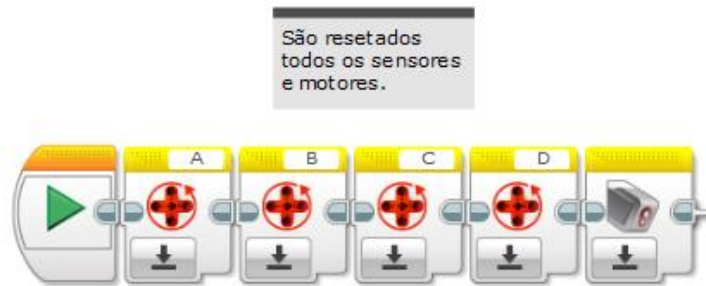 São resetados
todos os sensores
e motores.
A B C D